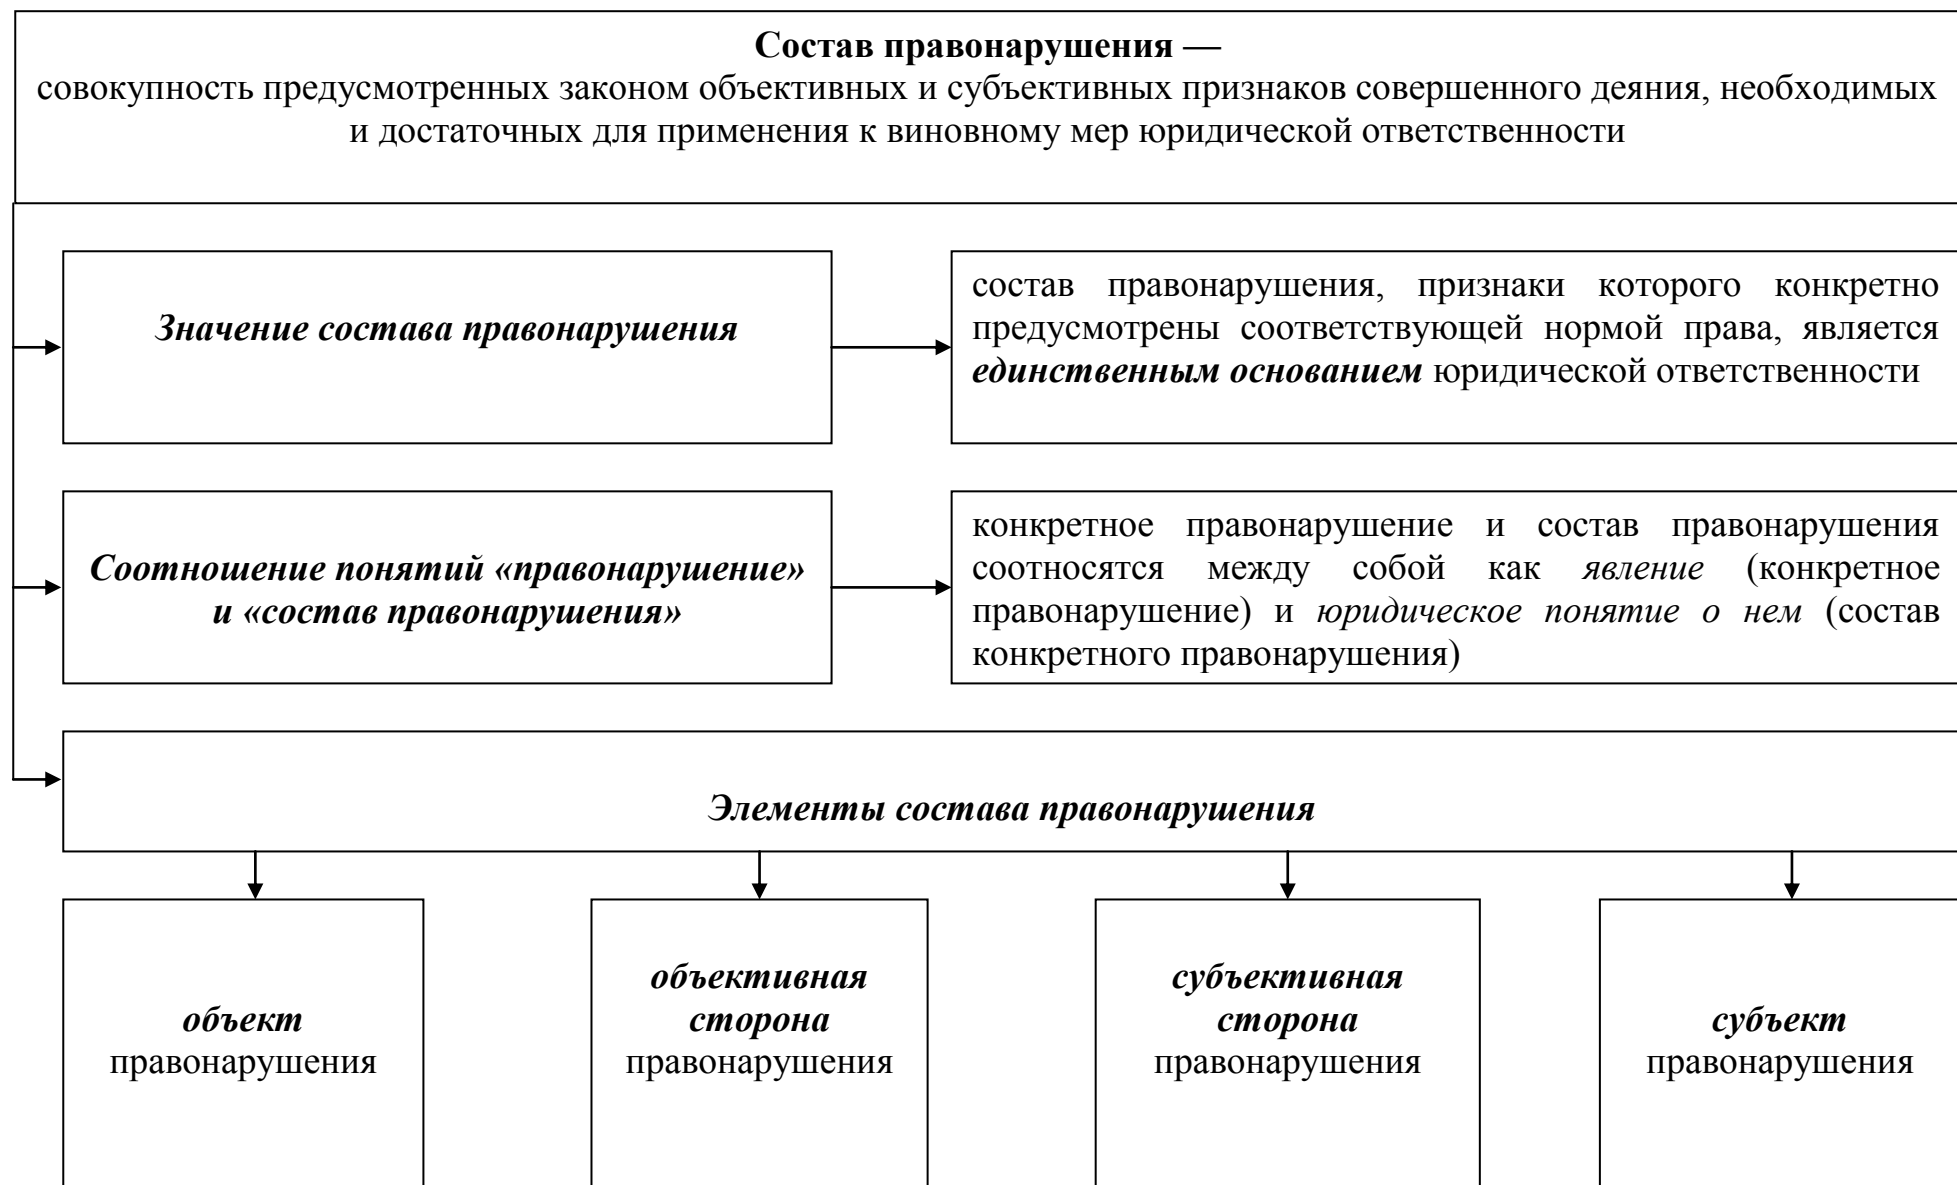 Состав правонарушения —
совокупность предусмотренных законом объективных и субъективных признаков совершенного деяния, необходимых
и достаточных для применения к виновному мер юридической ответственности
Значение состава правонарушения
состав правонарушения, признаки которого конкретно
предусмотрены соответствующей нормой права, является
единственным основанием юридической ответственности
Соотношение понятий «правонарушение»
и «состав правонарушения»
конкретное правонарушение и состав правонарушения
соотносятся между собой как явление (конкретное
правонарушение) и юридическое понятие о нем (состав
конкретного правонарушения)
Элементы состава правонарушения
объект
правонарушения
объективная
сторона
правонарушения
субъективная
сторона
правонарушения
субъект
правонарушения